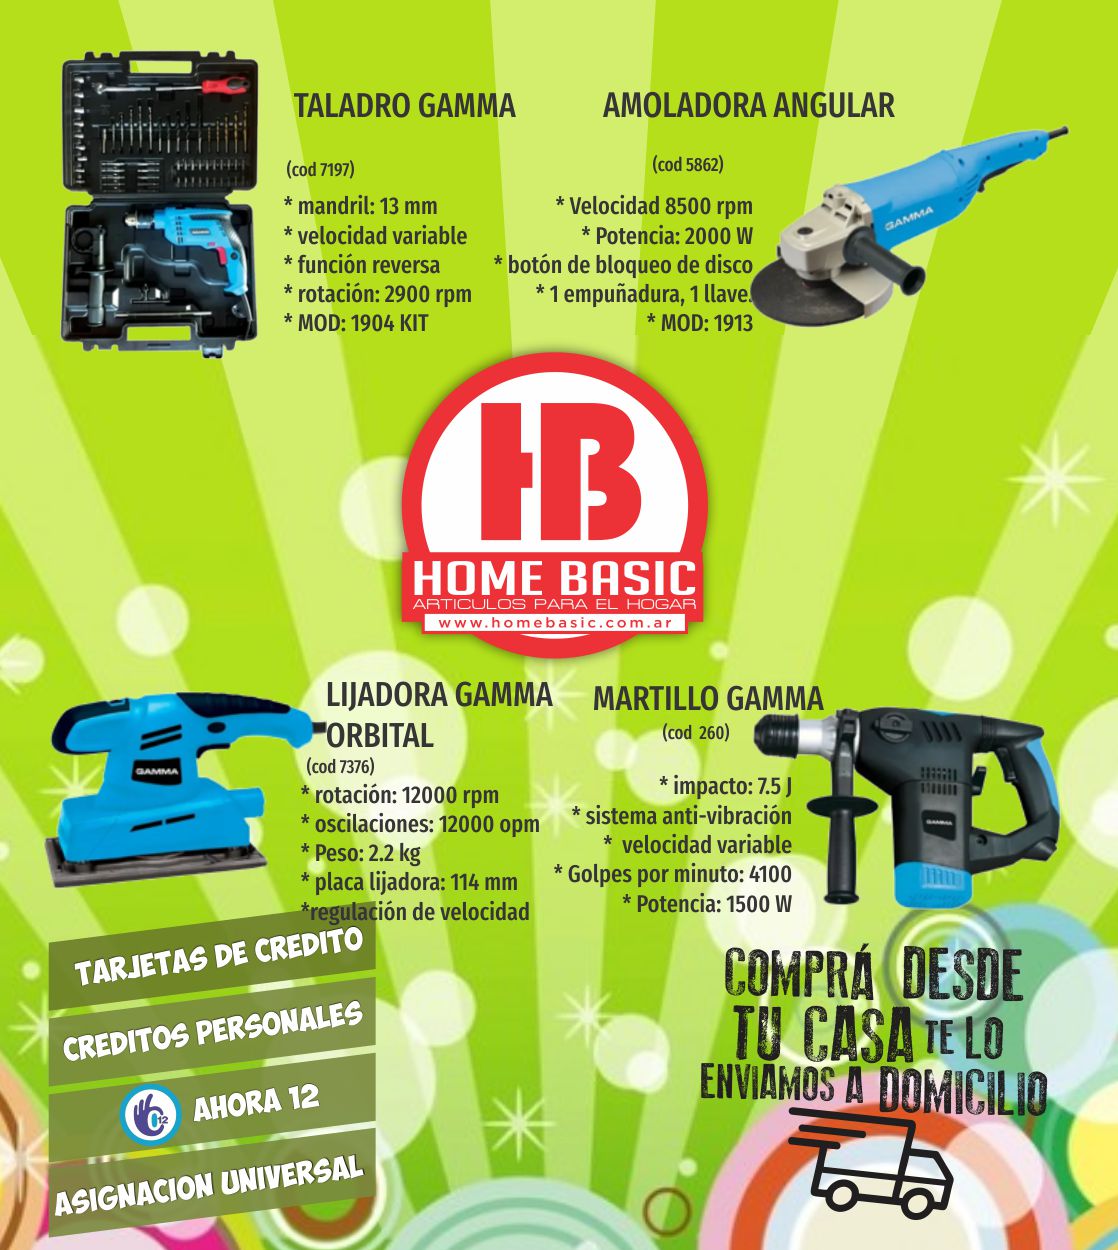 TALADRO GAMMA
(cod 7197)
* mandril: 13 mm
* velocidad variable
* función reversa
* rotación: 2900 rpm
* MOD: 1904 KIT
AMOLADORA ANGULAR
(cod 5862)
* Velocidad 8500 rpm
* Potencia: 2000 W
* botón de bloqueo de disco
* 1 empuñadura, 1 llave.
* MOD: 1913
GAMMA
HB
HOME BASIC
ARTICULOS PARA EL HOGAR
www.homebasic.com.ar
LIJADORA GAMMA
ORBITAL
(cod 7376)
* rotación: 12000 rpm
* oscilaciones: 12000 opm
* Peso: 2.2 kg
* placa lijadora: 114 mm
*regulación de velocidad
GAMMA
MARTILLO GAMMA
(cod 260)
* impacto: 7.5 J
* sistema anti-vibración
* velocidad variable
* Golpes por minuto: 4100
* Potencia: 1500 W
GAMMA
TARJETAS DE CREDITO
CREDITOS PERSONALES
12 AHORA 12
ASIGNACION UNIVERSAL
COMPRÁ DESDE
TU CASA TE LO
ENVIAMOS A DOMICILIO